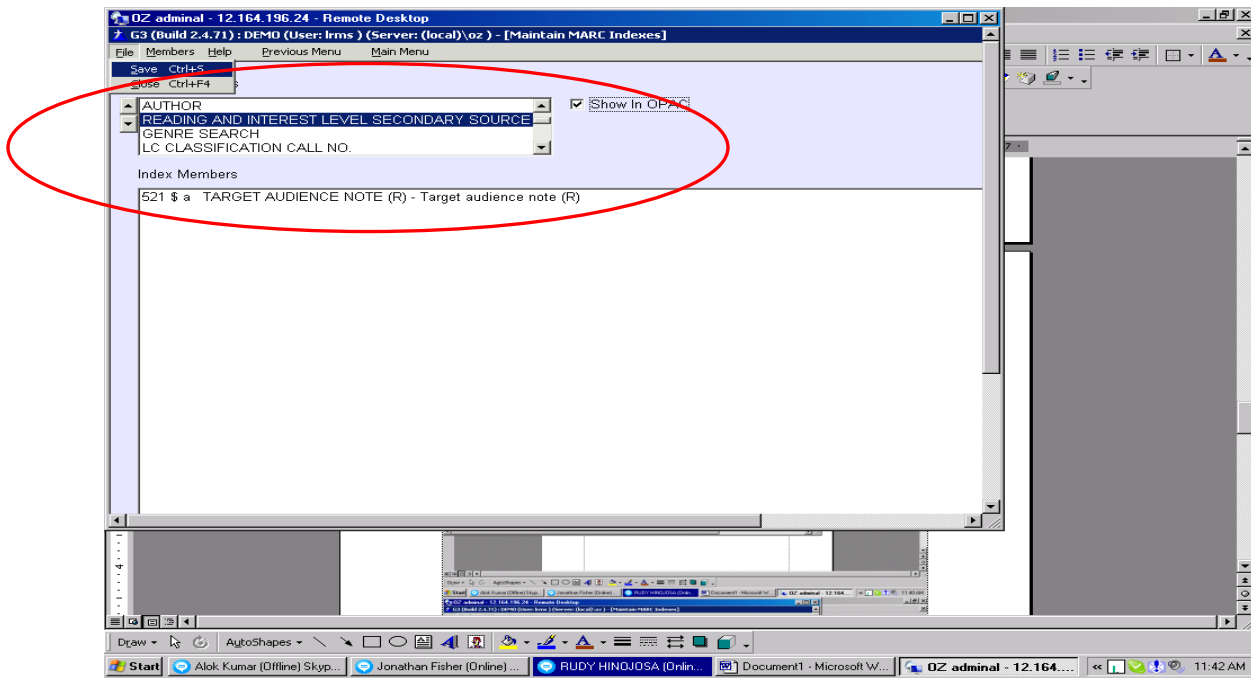 OZ adminal - 12.164.196.24 - Remote Desktop
G3 (Build 2.4.71) : DEMO (User: lrms ) (Server: (local)\oz ) - [Maintain MARC Indexes]
File Members Help Previous Menu Main Menu
Save Ctrl+S
Close Ctrl+F4
AUTHOR
Show In OPAC
READING AND INTEREST LEVEL SECONDARY SOURCE
GENRE SEARCH
LC CLASSIFICATION CALL NO.
7
Index Members
521 $ a TARGET AUDIENCE NOTE (R) - Target audience note (R)
4
Draw AutoShapes
Start Alok Kumar (Offline) Skyp... Jonathan Fisher (Online) ... RUDY HINOJOSA (Onlin... Document1 - Microsoft W... OZ adminal - 12.164.... « 11:42 AM